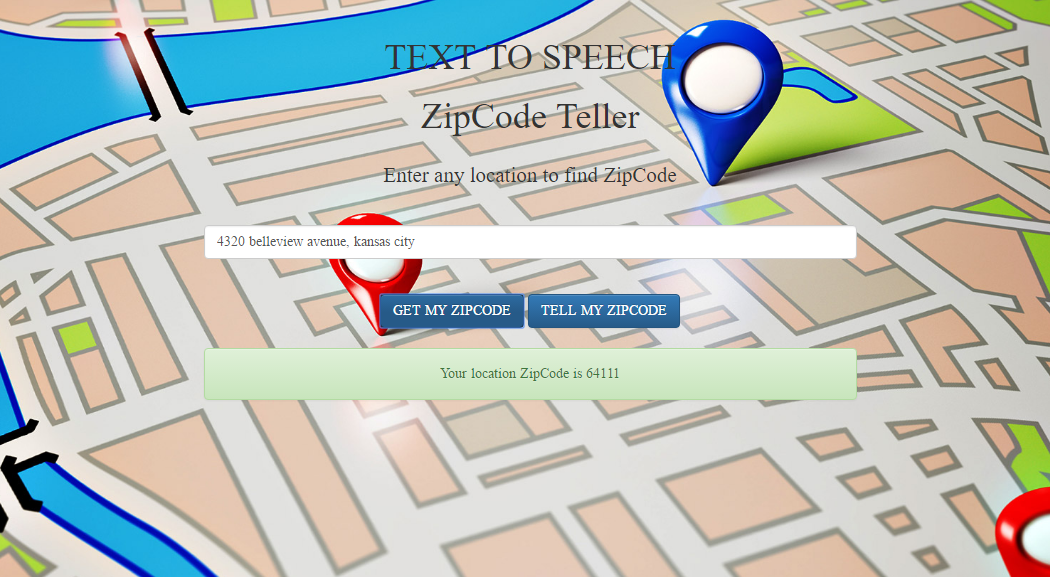 TEXT TO SPEECH
ZipCode Teller
Enter any location to find ZipCode
4320 belleview avenue, kansas city
GET MY ZIPCODE TELL MY ZIPCODE
Your location ZipCode is 64111